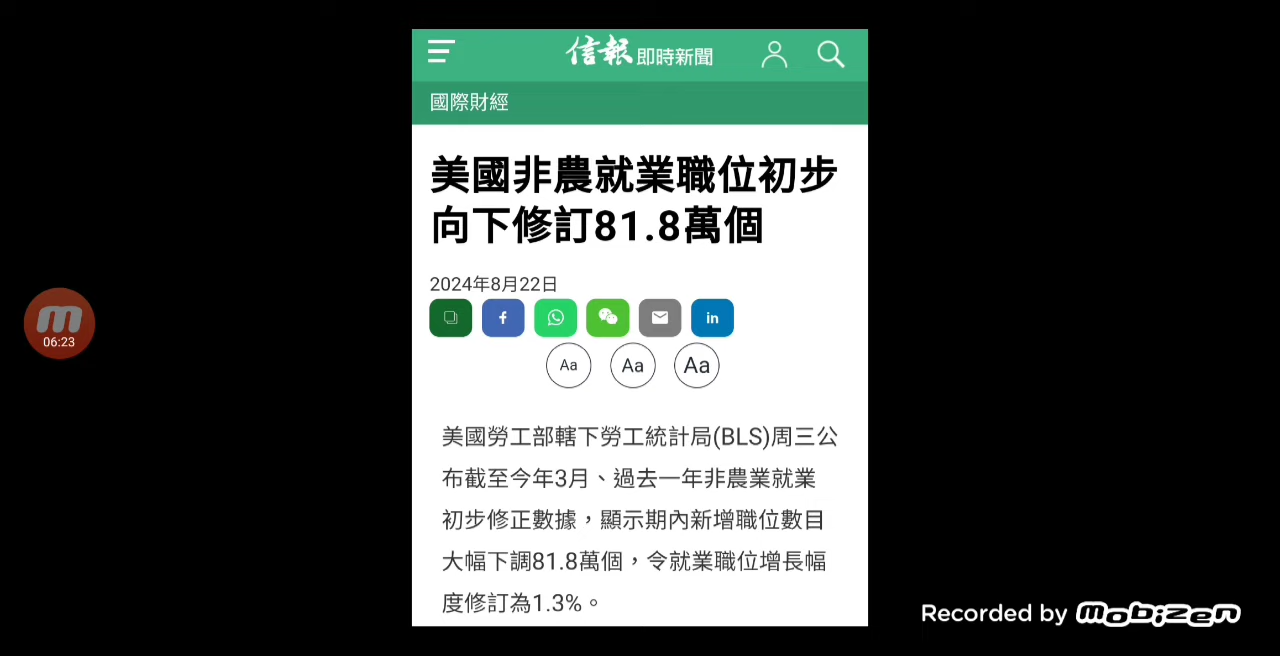 信報 即時新聞
國際財經
美國非農就業職位初步
向下修訂81.8萬個
2024年8月22日
f
in
Aa Aa Aa
美國勞工部轄下勞工統計局(BLS)周三公
布截至今年3月、過去一年非農業就業
初步修正數據，顯示期內新增職位數目
大幅下調81.8萬個，令就業職位增長幅
度修訂為1.3%。
m
06:23
Recorded by mobizen